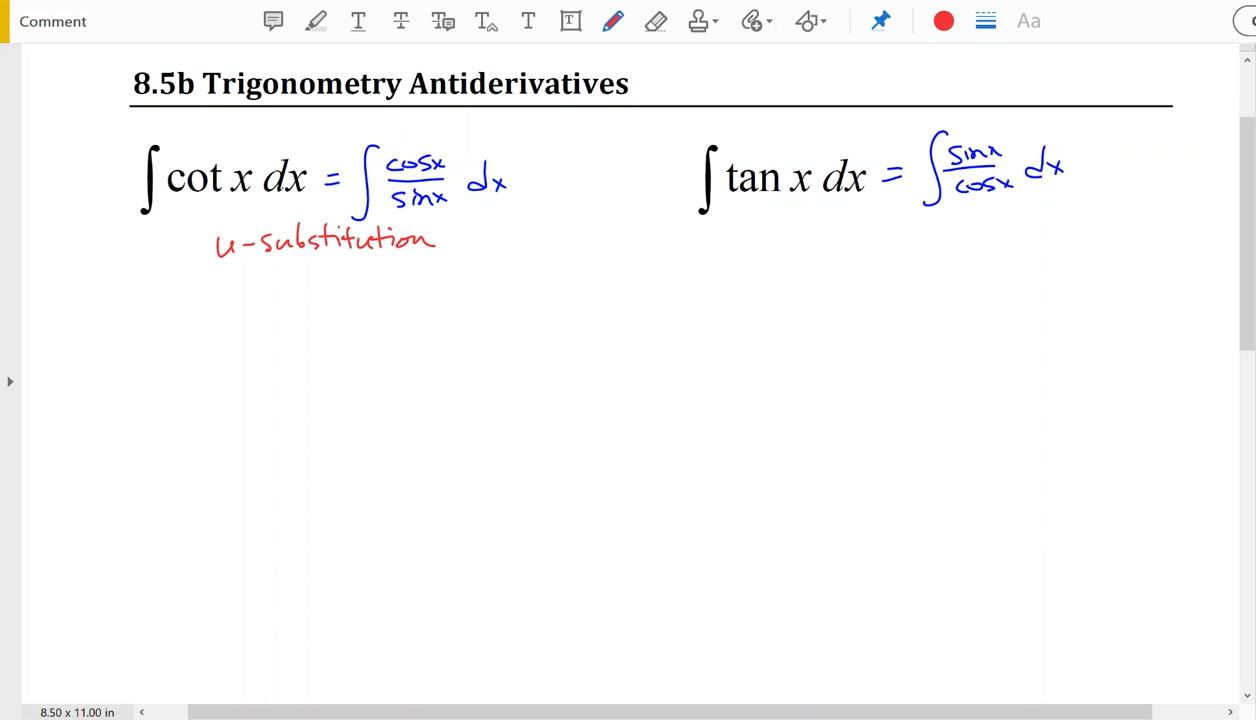 Comment
T T T T T T Aa
8.5b Trigonometry Antiderivatives
∫ cot x dx = ∫ cosx/sinx dx
u-substitution
∫ tan x dx = ∫ sinx/cosx dx
8.50 x 11.00 in